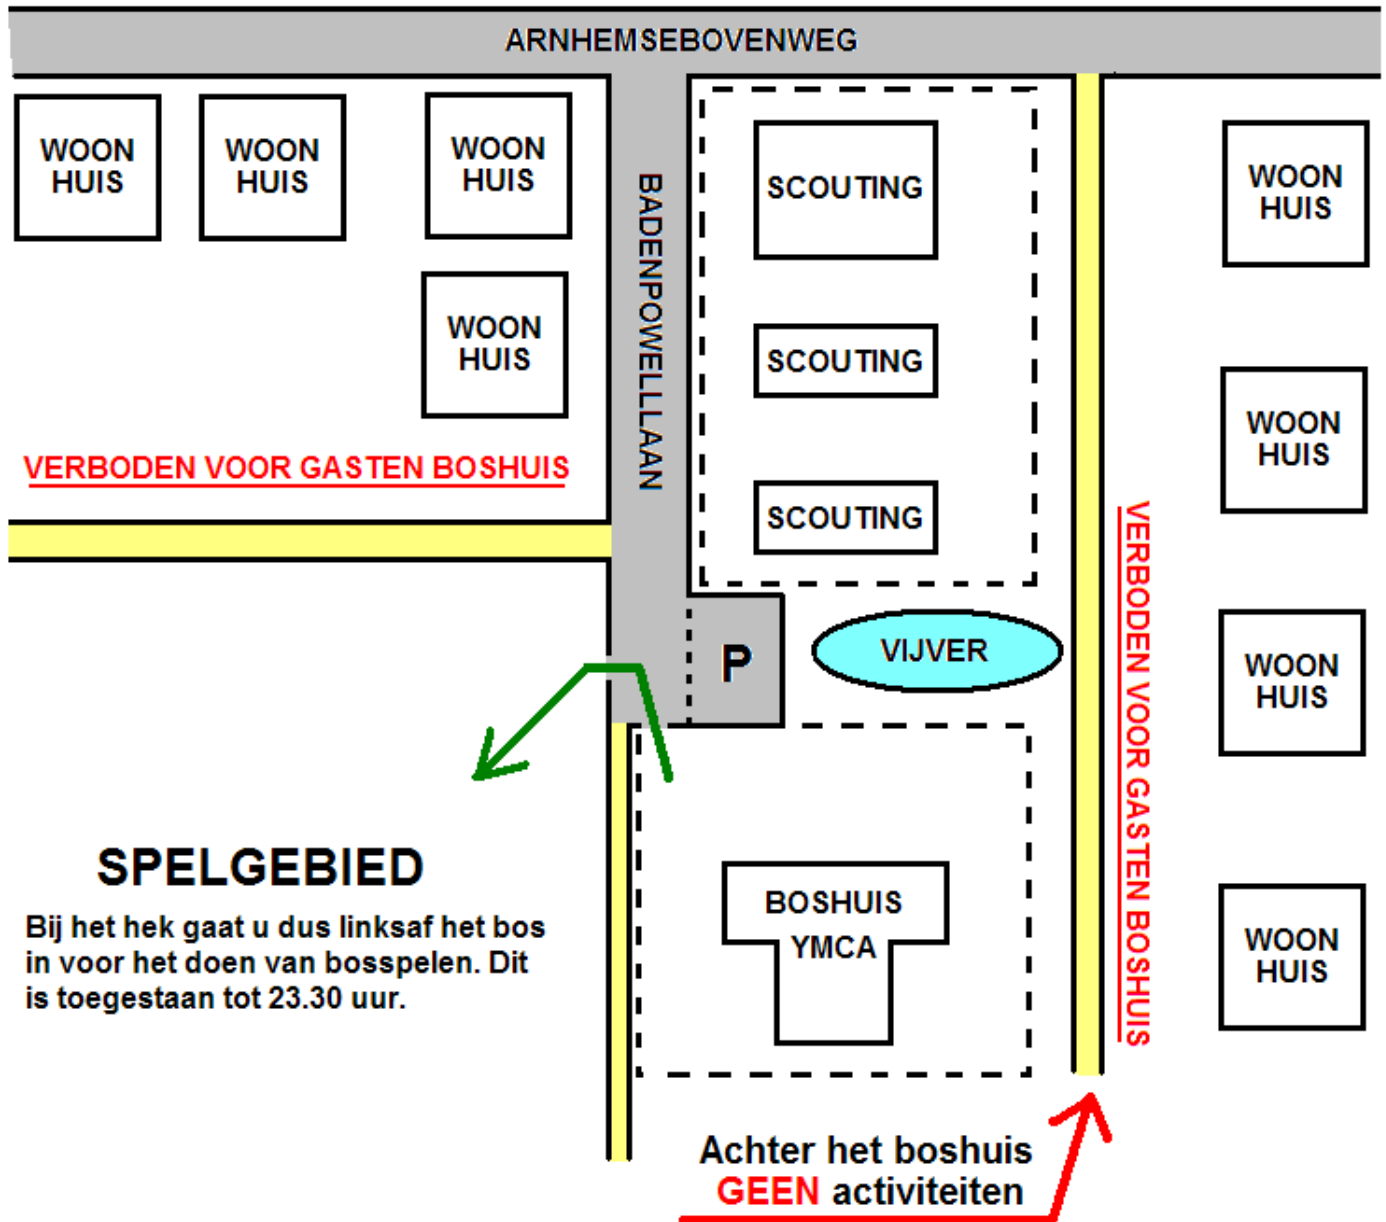 ARNHEMSEBOVENWEG
WOON
HUIS
WOON
HUIS
WOON
HUIS
WOON
HUIS
VERBODEN VOOR GASTEN BOSHUIS
BADENPOWELLLAAN
SCOUTING
SCOUTING
SCOUTING
P
VIJVER
WOON
HUIS
WOON
HUIS
WOON
HUIS
WOON
HUIS
VERBODEN VOOR GASTEN BOSHUIS
SPELGEBIED
Bij het hek gaat u dus linksaf het bos
in voor het doen van bosspelen. Dit
is toegestaan tot 23.30 uur.
BOSHUIS
YMCA
Achter het boshuis
GEEN activiteiten